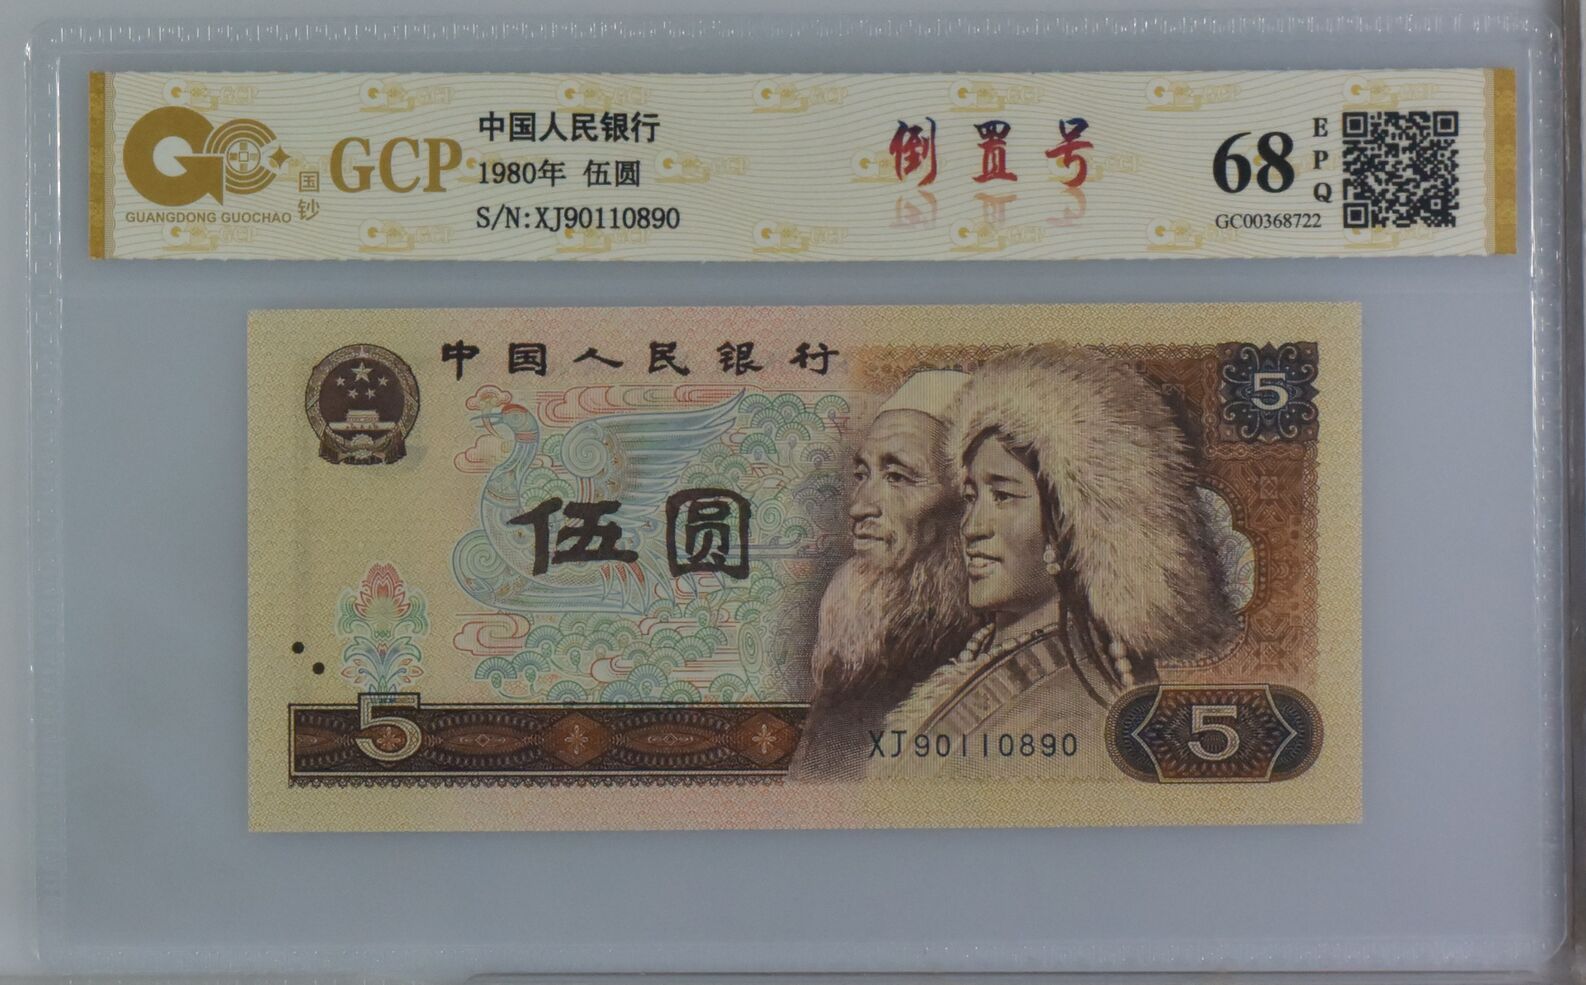 GUANGDONG GUOCHAO
国钞
GCP
中国人民银行
1980年 伍圆
S/N:XJ90110890
倒置号
68
EPQ
GC00368722
中国人民银行
5
伍圆
5
XJ90110890
5